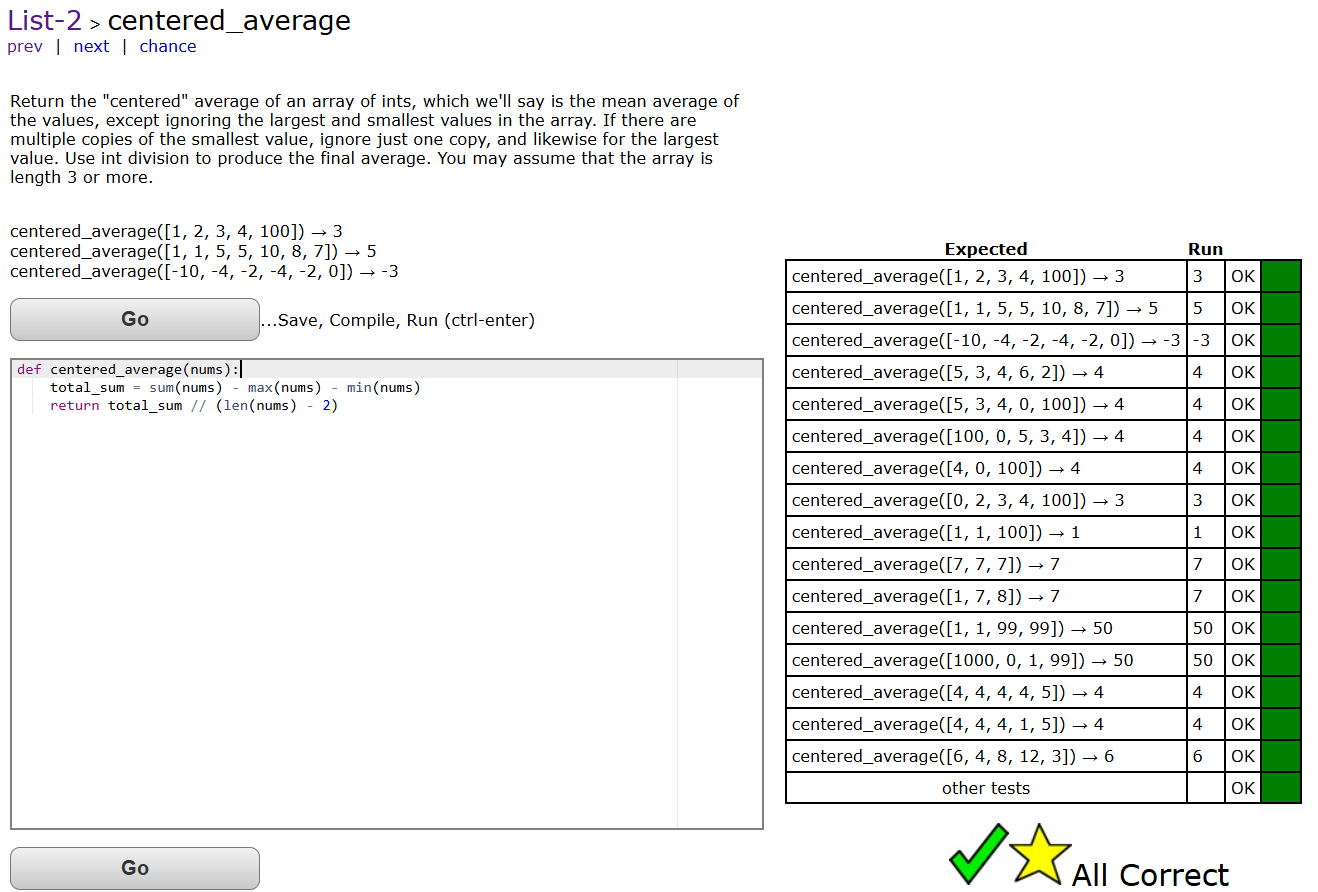 List-2 > centered_average
prev | next | chance
Return the "centered" average of an array of ints, which we'll say is the mean average of
the values, except ignoring the largest and smallest values in the array. If there are
multiple copies of the smallest value, ignore just one copy, and likewise for the largest
value. Use int division to produce the final average. You may assume that the array is
length 3 or more.
centered_average([1, 2, 3, 4, 100]) → 3
centered_average([1, 1, 5, 5, 10, 8, 7]) → 5
centered_average([-10, -4, -2, -4, -2, 0]) → -3
Go ...Save, Compile, Run (ctrl-enter)
def centered_average(nums):
    total_sum = sum(nums) - max(nums) - min(nums)
    return total_sum // (len(nums) - 2)
Go
Expected Run
centered_average([1, 2, 3, 4, 100]) → 3 3 OK
centered_average([1, 1, 5, 5, 10, 8, 7]) → 5 5 OK
centered_average([-10, -4, -2, -4, -2, 0]) → -3 -3 OK
centered_average([5, 3, 4, 6, 2]) → 4 4 OK
centered_average([5, 3, 4, 0, 100]) → 4 4 OK
centered_average([100, 0, 5, 3, 4]) → 4 4 OK
centered_average([4, 0, 100]) → 4 4 OK
centered_average([0, 2, 3, 4, 100]) → 3 3 OK
centered_average([1, 1, 100]) → 1 1 OK
centered_average([7, 7, 7]) → 7 7 OK
centered_average([1, 7, 8]) → 7 7 OK
centered_average([1, 1, 99, 99]) → 50 50 OK
centered_average([1000, 0, 1, 99]) → 50 50 OK
centered_average([4, 4, 4, 4, 5]) → 4 4 OK
centered_average([4, 4, 4, 1, 5]) → 4 4 OK
centered_average([6, 4, 8, 12, 3]) → 6 6 OK
other tests OK
All Correct